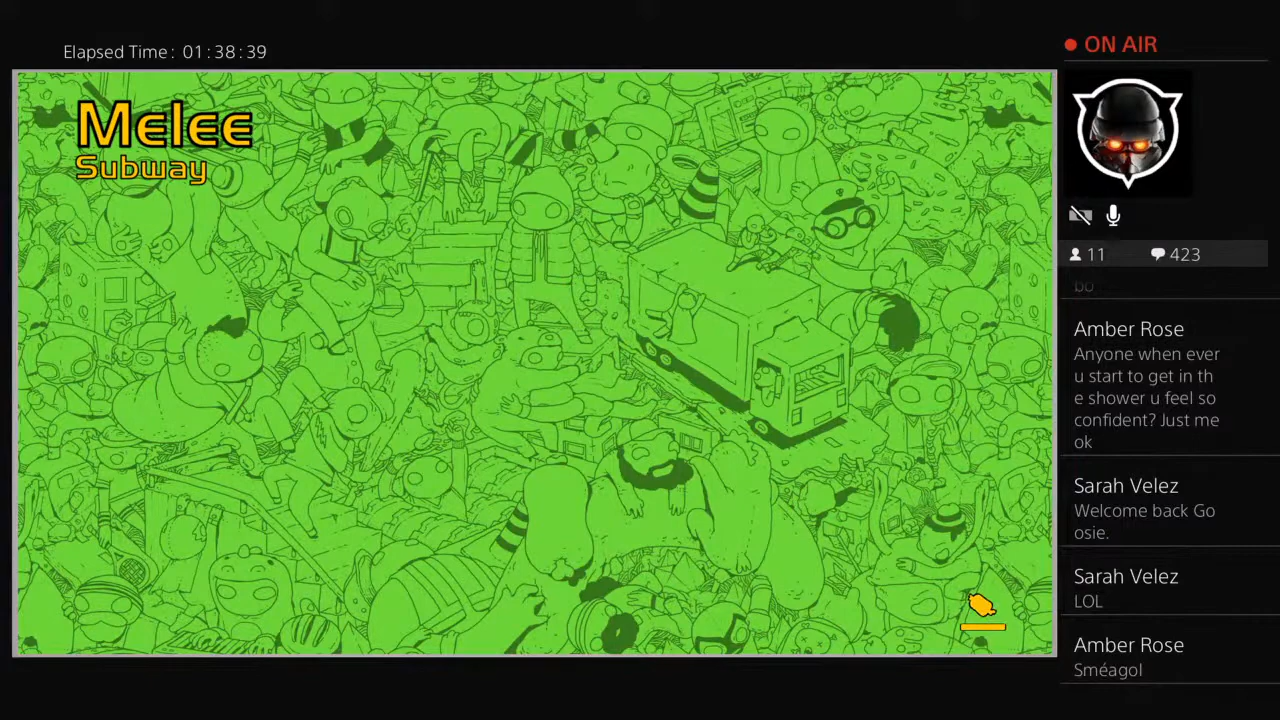 Elapsed Time: 01:38:39
ON AIR
Melee
Subway
11 423
bo
Amber Rose
Anyone when ever
u start to get in th
e shower u feel so
confident? Just me
ok
Sarah Velez
Welcome back Go
osie.
Sarah Velez
LOL
Amber Rose
Sméagol